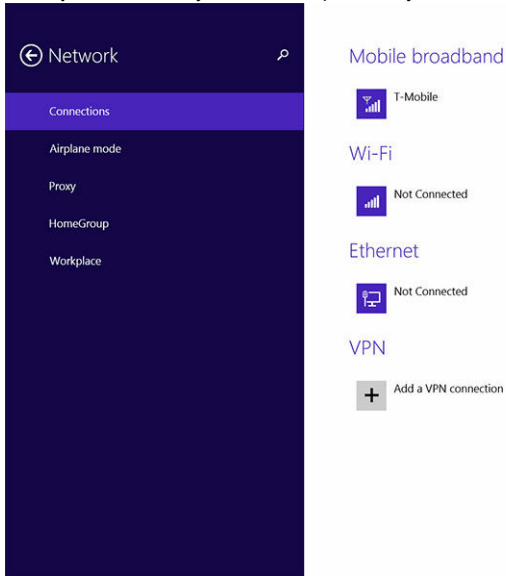 Network
Connections
Airplane mode
Proxy
HomeGroup
Workplace
Mobile broadband
T-Mobile
Wi-Fi
Not Connected
Ethernet
Not Connected
VPN
Add a VPN connection